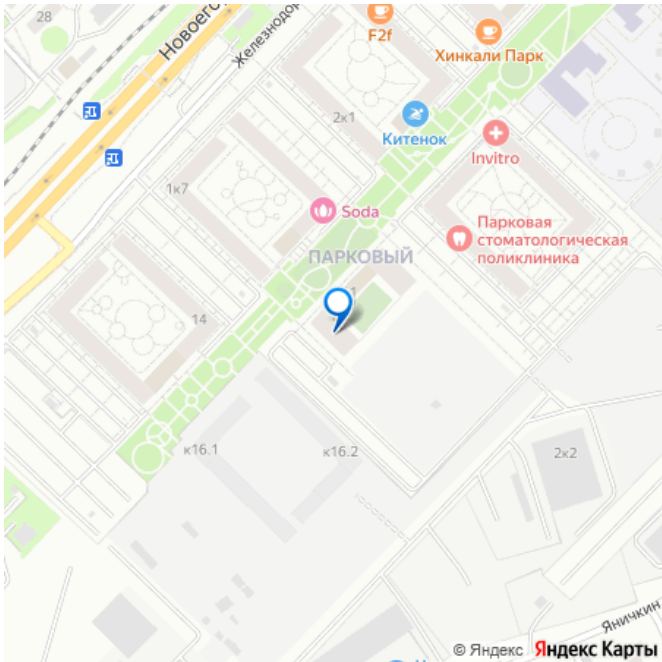 28
Новоег
Железнодор
F2f
Хинкали Парк
2к1
Китенок
Invitro
1к7
Soda
Парковая
стоматологическая
поликлиника
ПАРКОВЫЙ
1
14
к16.1
к16.2
2к2
Яничкин
© Яндекс Яндекс Карты